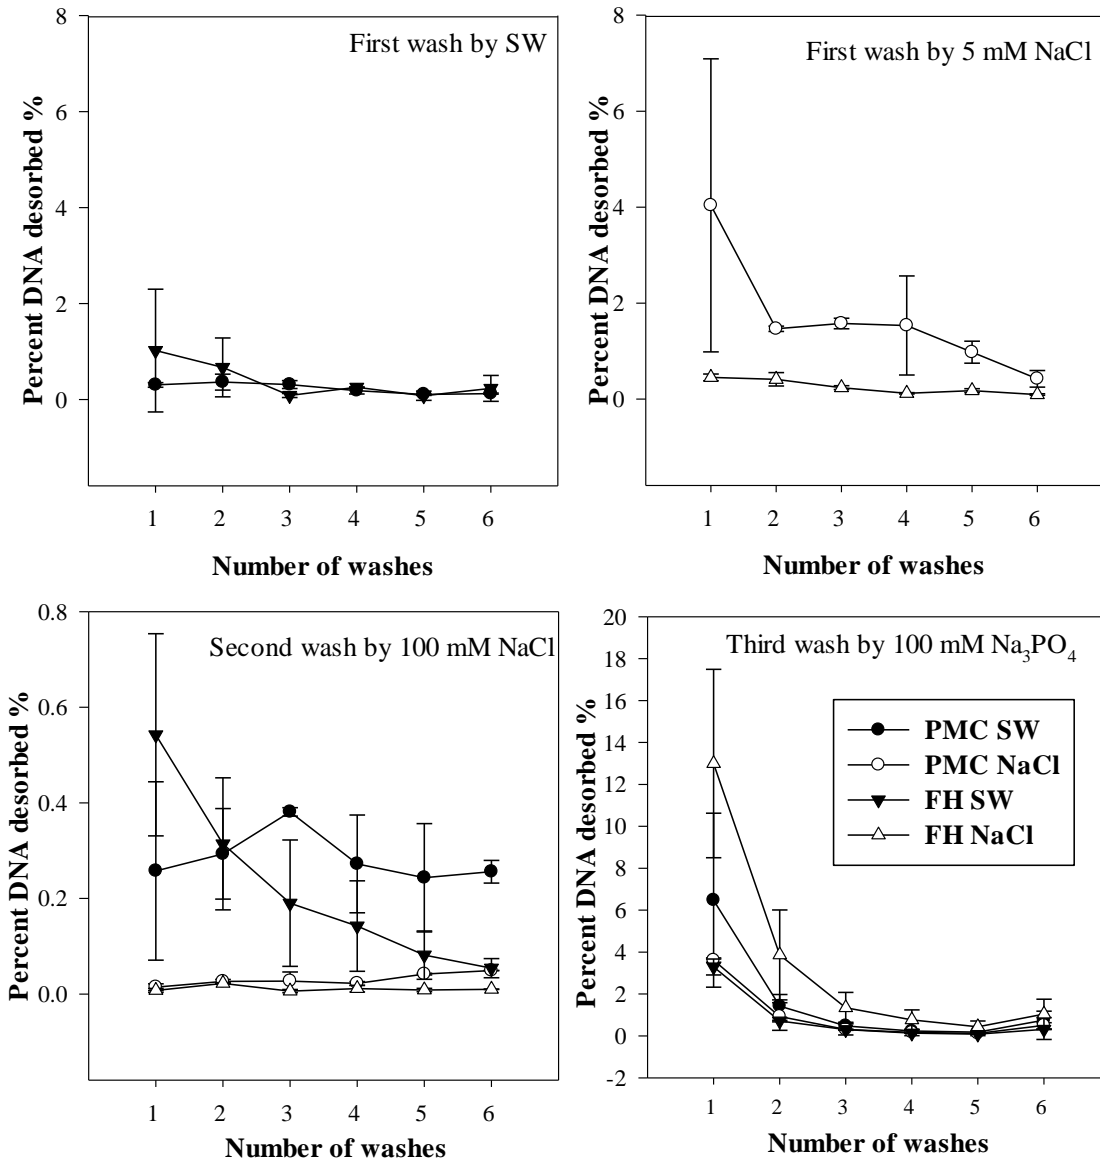 First wash by SW
Percent DNA desorbed %
8
6
4
2
0
1 2 3 4 5 6
Number of washes
First wash by 5 mM NaCl
Percent DNA desorbed %
8
6
4
2
0
1 2 3 4 5 6
Number of washes
Second wash by 100 mM NaCl
Percent DNA desorbed %
0.8
0.6
0.4
0.2
0.0
1 2 3 4 5 6
Number of washes
Third wash by 100 mM Na₃PO₄
Percent DNA desorbed %
20
18
16
14
12
10
8
6
4
2
0
-2
PMC SW
PMC NaCl
FH SW
FH NaCl
1 2 3 4 5 6
Number of washes